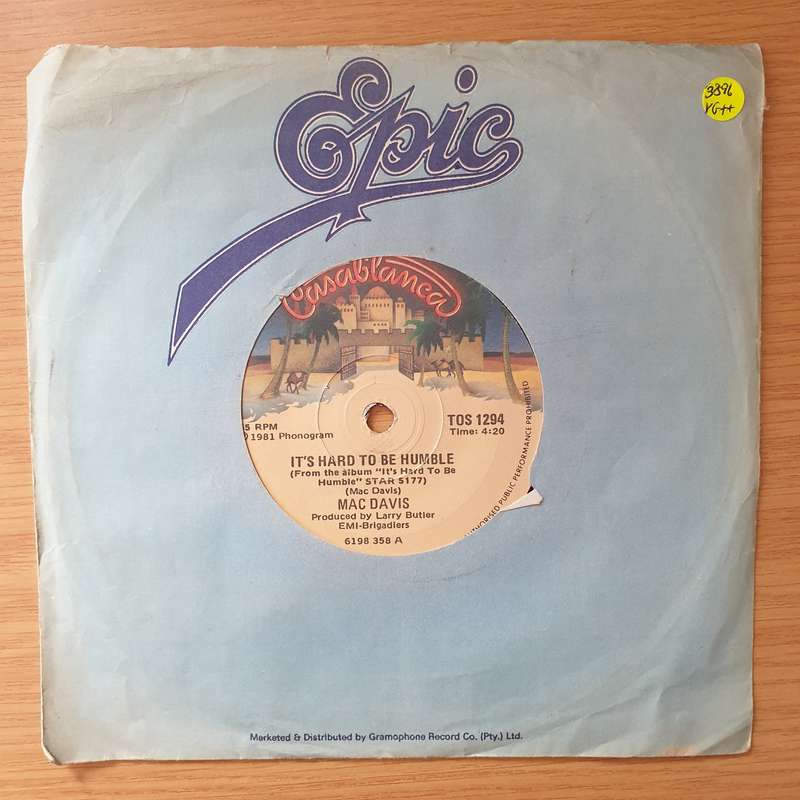 Epic
3896
VG++
Casablanca
5 RPM
1981 Phonogram
TOS 1294
Time: 4:20
IT'S HARD TO BE HUMBLE
(From the album "It's Hard To Be
Humble" STAR 5177)
(Mac Davis)
MAC DAVIS
Produced by Larry Butler
EMI-Brigadiers
6198 358 A
AUTHORISED PUBLIC PERFORMANCE PROHIBITED
Marketed & Distributed by Gramophone Record Co. (Pty.) Ltd.